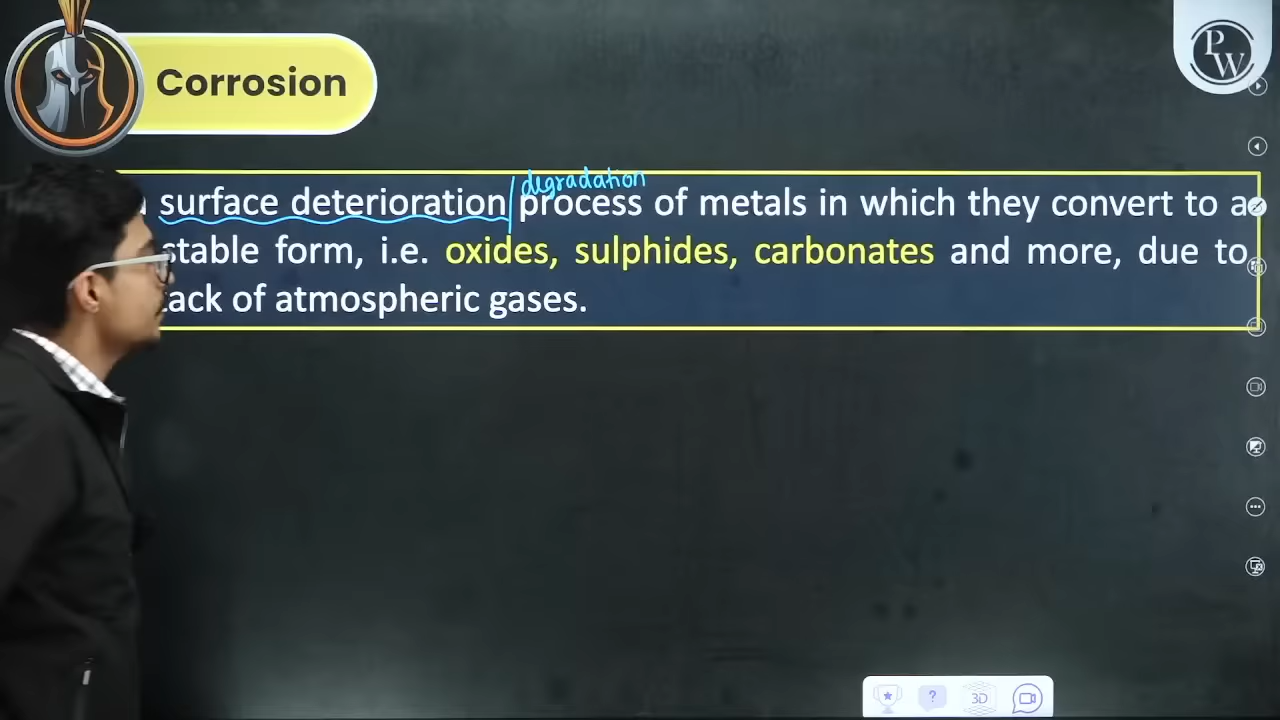 Corrosion
PW
degradation
surface deterioration process of metals in which they convert to a
stable form, i.e. oxides, sulphides, carbonates and more, due to
of atmospheric gases.
?
3D